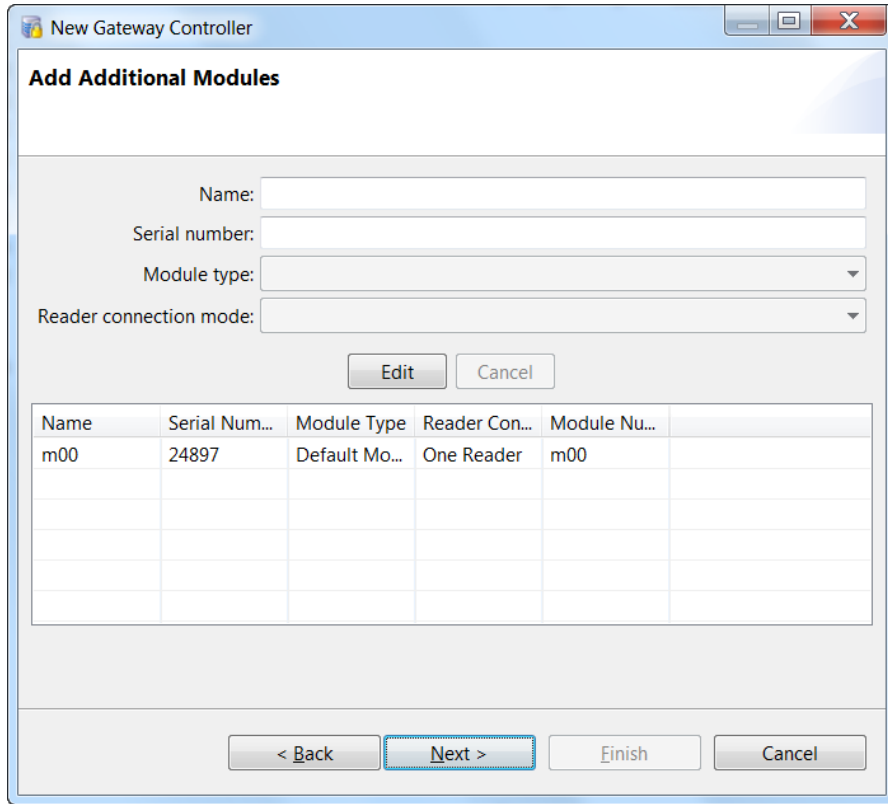 New Gateway Controller
Add Additional Modules
Name:
Serial number:
Module type:
Reader connection mode:
Edit Cancel
Name Serial Num... Module Type Reader Con... Module Nu...
m00 24897 Default Mo... One Reader m00
< Back Next > Finish Cancel